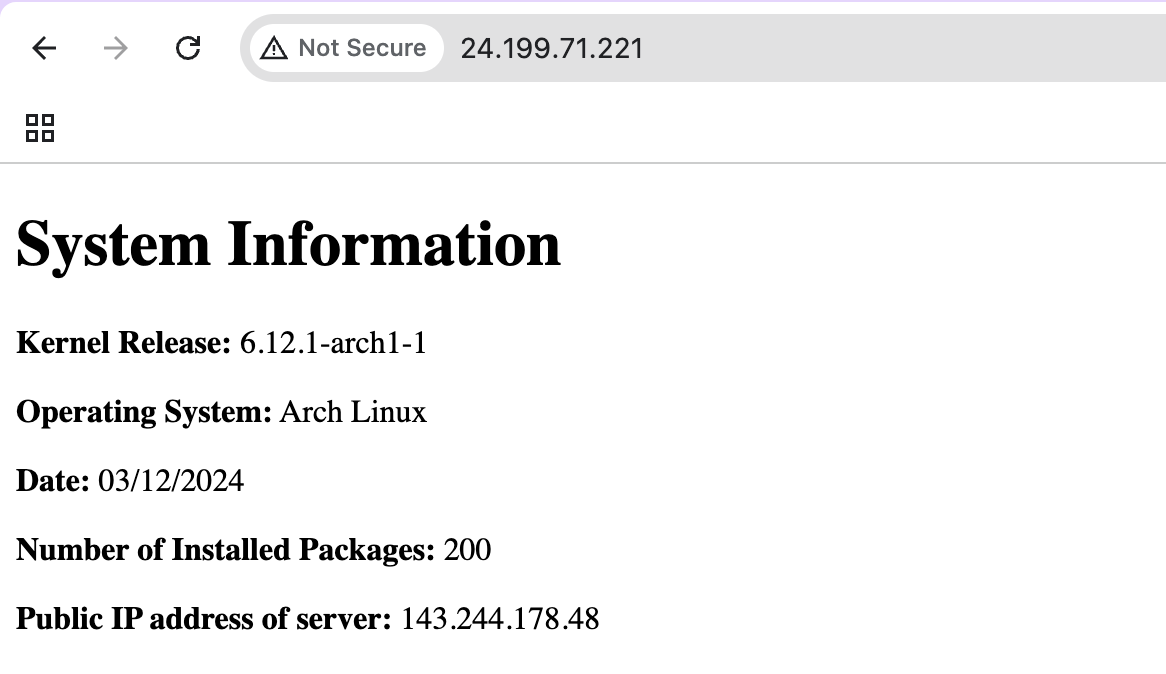 Not Secure 24.199.71.221
System Information
Kernel Release: 6.12.1-arch1-1
Operating System: Arch Linux
Date: 03/12/2024
Number of Installed Packages: 200
Public IP address of server: 143.244.178.48